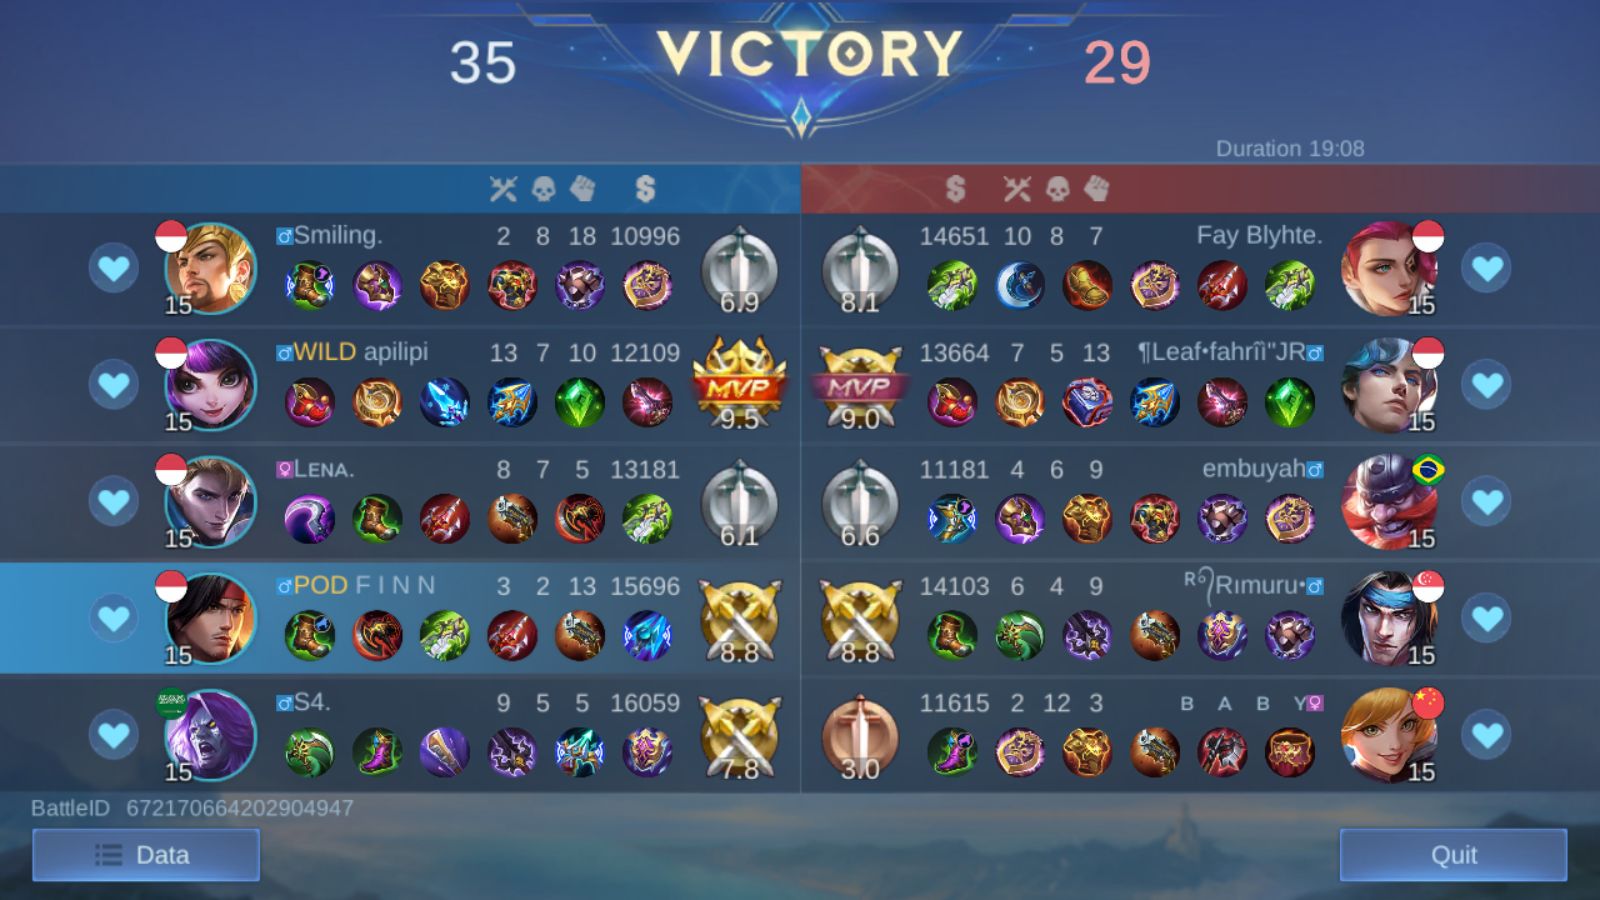 35
VICTORY
29
Duration 19:08
Smiling.
2 8 18 10996
15
6.9
14651 10 8 7
Fay Blyhte.
8.1
15
WILD apilipi
13 7 10 12109
15
MVP
9.5
13664 7 5 13
¶Leaf•fahrîì"JR
MVP
9.0
15
LENA.
8 7 5 13181
15
6.1
11181 4 6 9
embuyah
6.6
15
POD F I N N
3 2 13 15696
15
8.8
14103 6 4 9
Rımuru•
8.8
15
S4.
9 5 5 16059
15
7.8
11615 2 12 3
B A B Y
3.0
15
BattleID 672170664202904947
Data
Quit